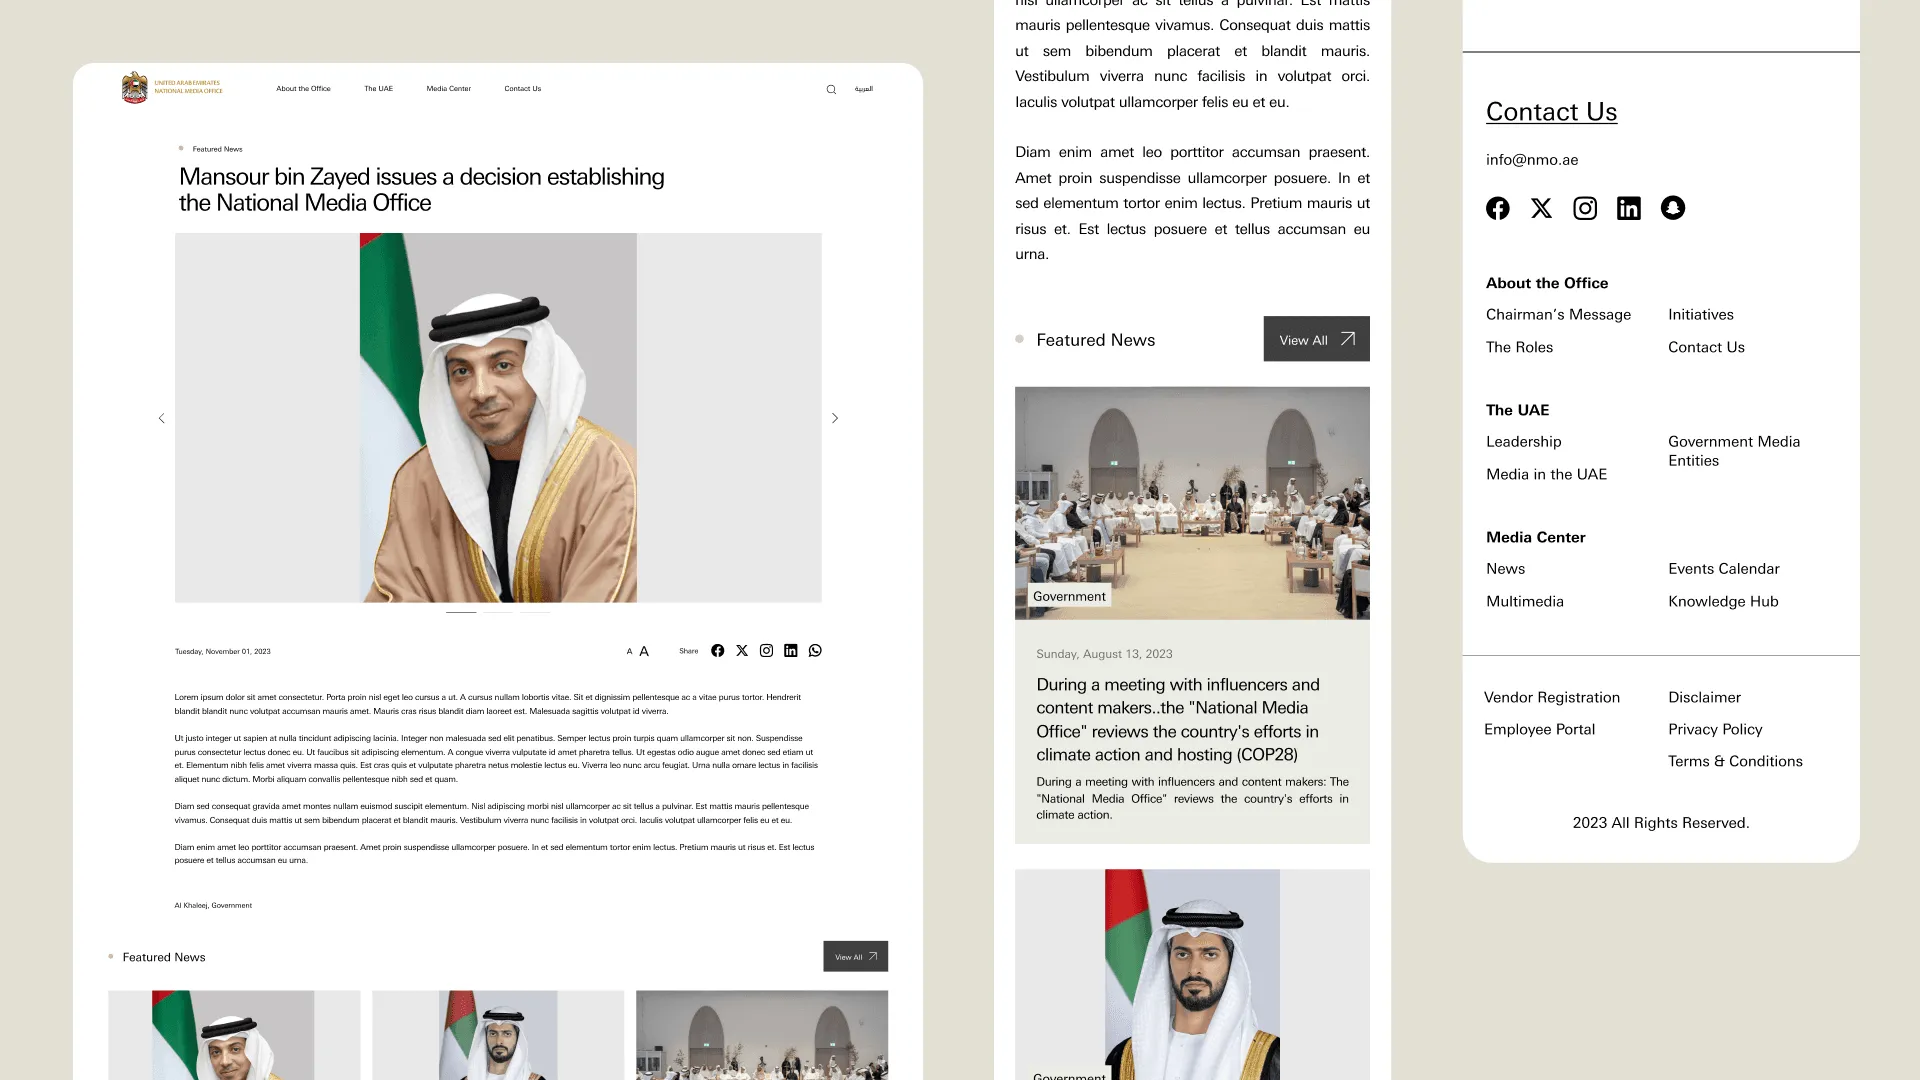 UNITED ARAB EMIRATES
NATIONAL MEDIA OFFICE
About the Office
The UAE
Media Center
Contact Us
العربية
Featured News
Mansour bin Zayed issues a decision establishing
the National Media Office
Tuesday, November 01, 2023
A A
Share
Lorem ipsum dolor sit amet consectetur. Porta proin nisl eget leo cursus a ut. A cursus nullam lobortis vitae. Sit et dignissim pellentesque ac a vitae purus tortor. Hendrerit
blandit blandit nunc volutpat accumsan mauris amet. Mauris cras risus blandit diam laoreet est. Malesuada sagittis volutpat id viverra.
Ut justo integer ut sapien at nulla tincidunt adipiscing lacinia. Integer non malesuada sed elit penatibus. Semper lectus proin turpis quam ullamcorper sit non. Suspendisse
purus consectetur lectus donec eu. Ut faucibus sit adipiscing elementum. A congue viverra vulputate id amet pharetra tellus. Ut egestas odio augue amet donec sed etiam ut
et. Elementum nibh felis amet viverra massa quis. Est cras quis et vulputate pharetra netus molestie lectus eu. Viverra leo nunc arcu feugiat. Urna nulla ornare lectus in facilisis
aliquet nunc dictum. Morbi aliquam convallis pellentesque nibh sed et quam.
Diam sed consequat gravida amet montes nullam euismod suscipit elementum. Nisl adipiscing morbi nisl ullamcorper ac sit tellus a pulvinar. Est mattis mauris pellentesque
vivamus. Consequat duis mattis ut sem bibendum placerat et blandit mauris. Vestibulum viverra nunc facilisis in volutpat orci. Iaculis volutpat ullamcorper felis eu et eu.
Diam enim amet leo porttitor accumsan praesent. Amet proin suspendisse ullamcorper posuere. In et sed elementum tortor enim lectus. Pretium mauris ut risus et. Est lectus
posuere et tellus accumsan eu urna.
Al Khaleej, Government
Featured News
View All
nisl ullamcorper ac sit tellus a pulvinar. Est mattis
mauris pellentesque vivamus. Consequat duis mattis
ut sem bibendum placerat et blandit mauris.
Vestibulum viverra nunc facilisis in volutpat orci.
Iaculis volutpat ullamcorper felis eu et eu.
Diam enim amet leo porttitor accumsan praesent.
Amet proin suspendisse ullamcorper posuere. In et
sed elementum tortor enim lectus. Pretium mauris ut
risus et. Est lectus posuere et tellus accumsan eu
urna.
Featured News
View All
Government
Sunday, August 13, 2023
During a meeting with influencers and
content makers..the "National Media
Office" reviews the country's efforts in
climate action and hosting (COP28)
During a meeting with influencers and content makers: The
"National Media Office" reviews the country's efforts in
climate action.
Government
Contact Us
info@nmo.ae
About the Office
Chairman's Message
Initiatives
The Roles
Contact Us
The UAE
Leadership
Government Media
Entities
Media in the UAE
Media Center
News
Events Calendar
Multimedia
Knowledge Hub
Vendor Registration
Disclaimer
Employee Portal
Privacy Policy
Terms & Conditions
2023 All Rights Reserved.